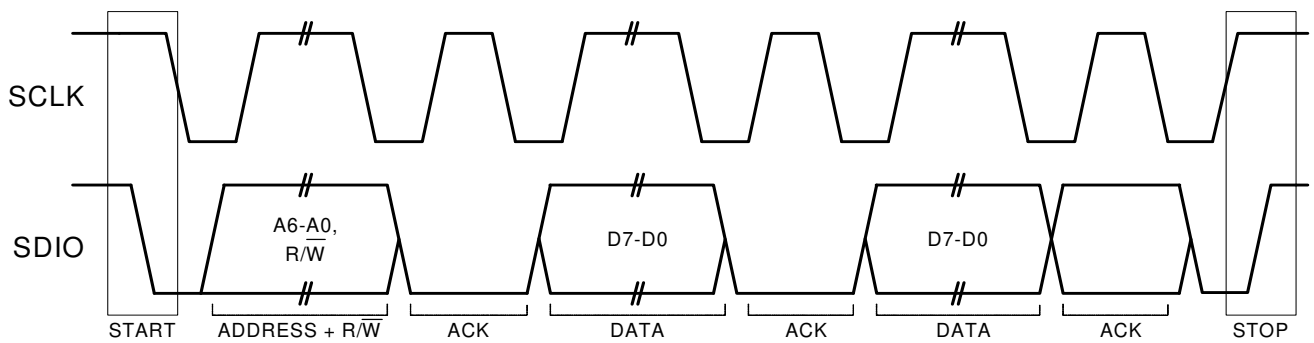 SCLK
SDIO
A6-A0,
R/W̅
D7-D0
D7-D0
START
ADDRESS + R/W̅
ACK
DATA
ACK
DATA
ACK
STOP